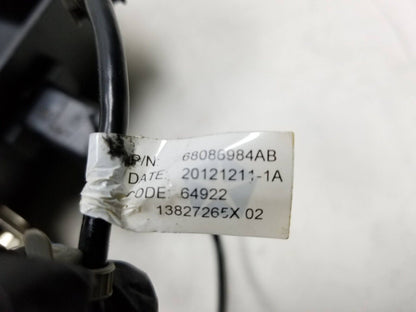 P/N: 68086984AB
DATE: 20121211-1A
CODE: 64922
13827265X 02